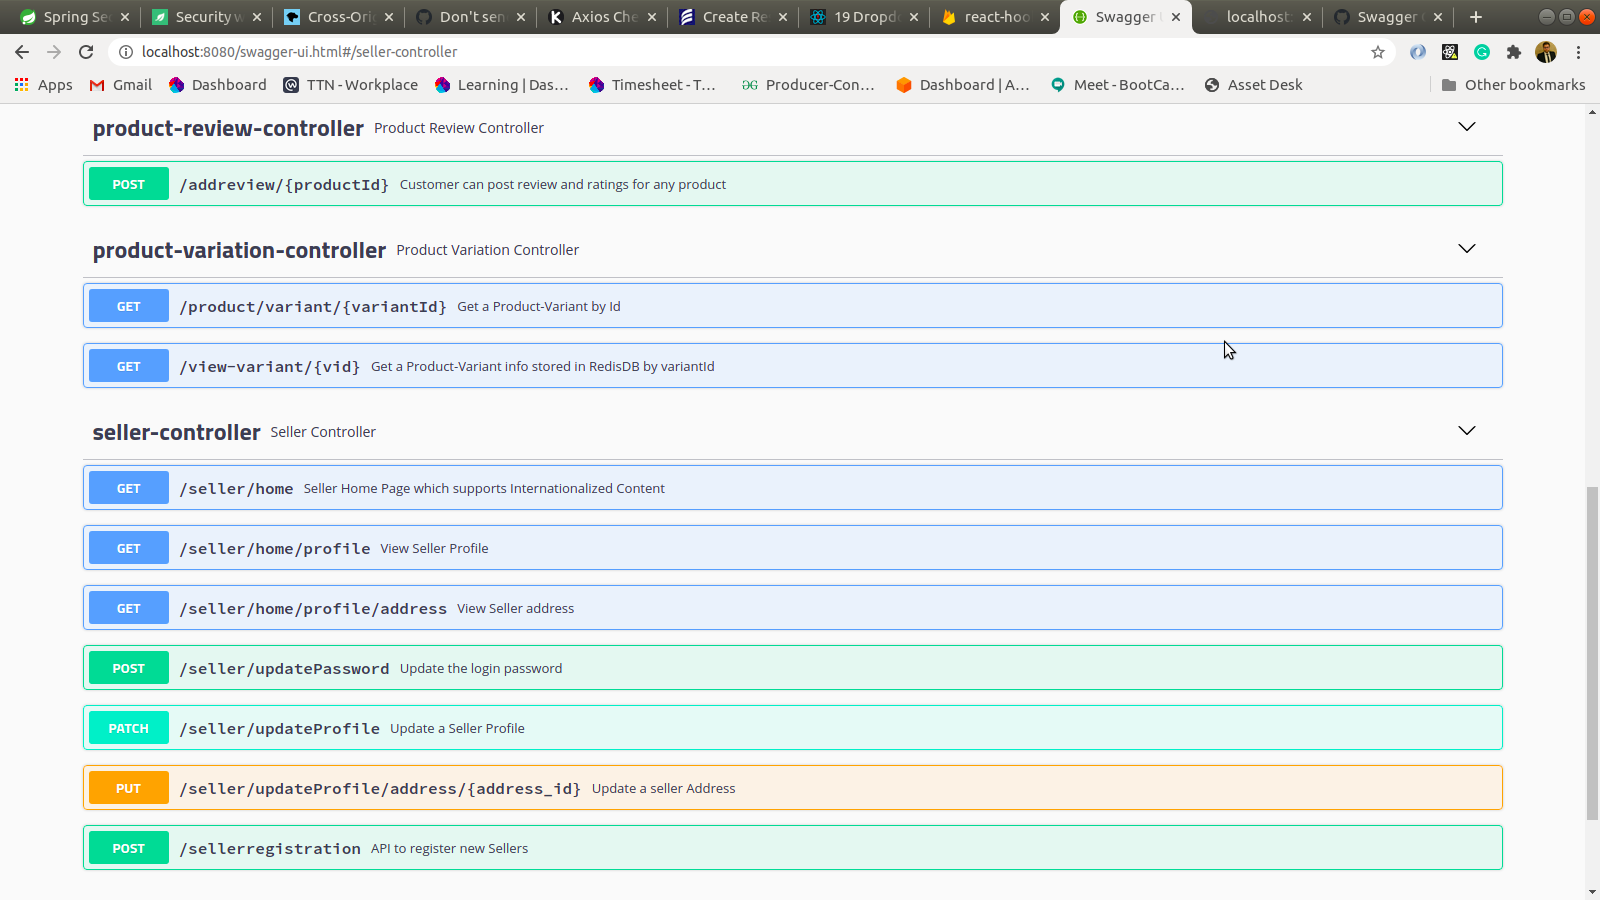 Spring Se
Security w
Cross-Ori
Don't sen
Axios Che
Create Re
19 Dropd
react-hoo
Swagger
localhost:
Swagger
localhost:8080/swagger-ui.html#/seller-controller
Apps
Gmail
Dashboard
TTN - Workplace
Learning | Das...
Timesheet - T...
Producer-Con...
Dashboard | A...
Meet - BootCa...
Asset Desk
Other bookmarks
product-review-controller Product Review Controller
POST /addreview/{productId} Customer can post review and ratings for any product
product-variation-controller Product Variation Controller
GET /product/variant/{variantId} Get a Product-Variant by Id
GET /view-variant/{vid} Get a Product-Variant info stored in RedisDB by variantId
seller-controller Seller Controller
GET /seller/home Seller Home Page which supports Internationalized Content
GET /seller/home/profile View Seller Profile
GET /seller/home/profile/address View Seller address
POST /seller/updatePassword Update the login password
PATCH /seller/updateProfile Update a Seller Profile
PUT /seller/updateProfile/address/{address_id} Update a seller Address
POST /sellerregistration API to register new Sellers